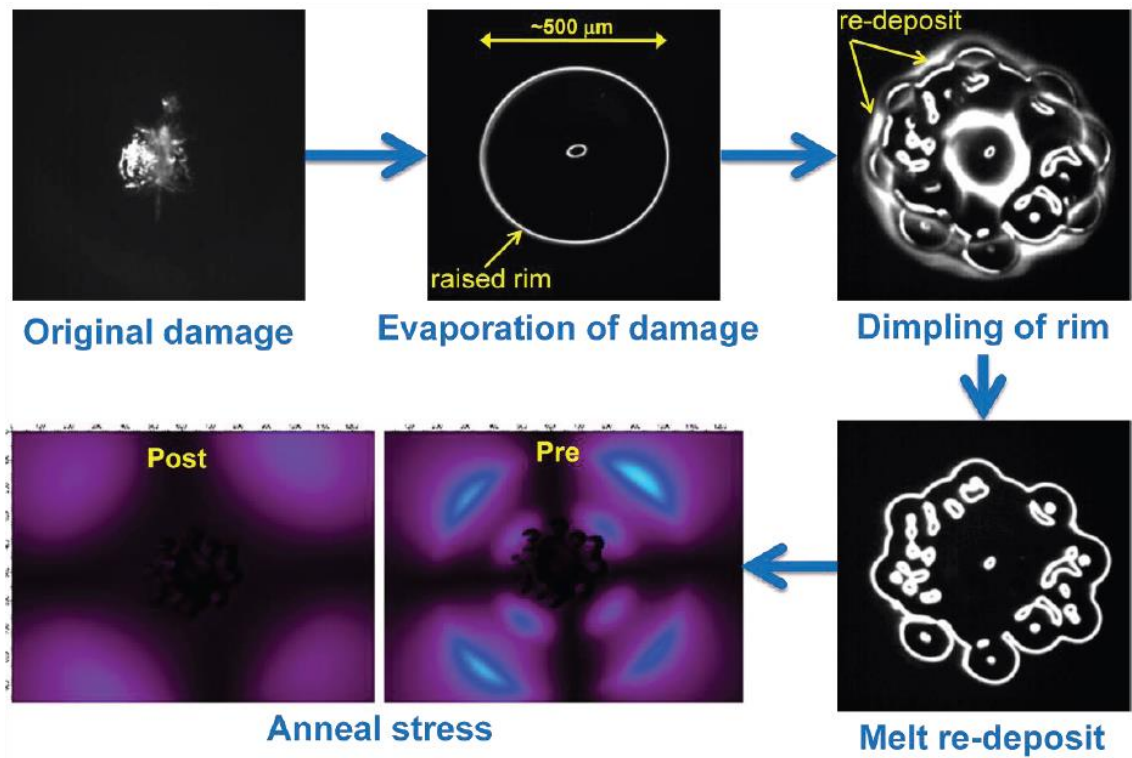 ~500 µm
re-deposit
raised rim
Original damage
Evaporation of damage
Dimpling of rim
Post
Pre
Anneal stress
Melt re-deposit